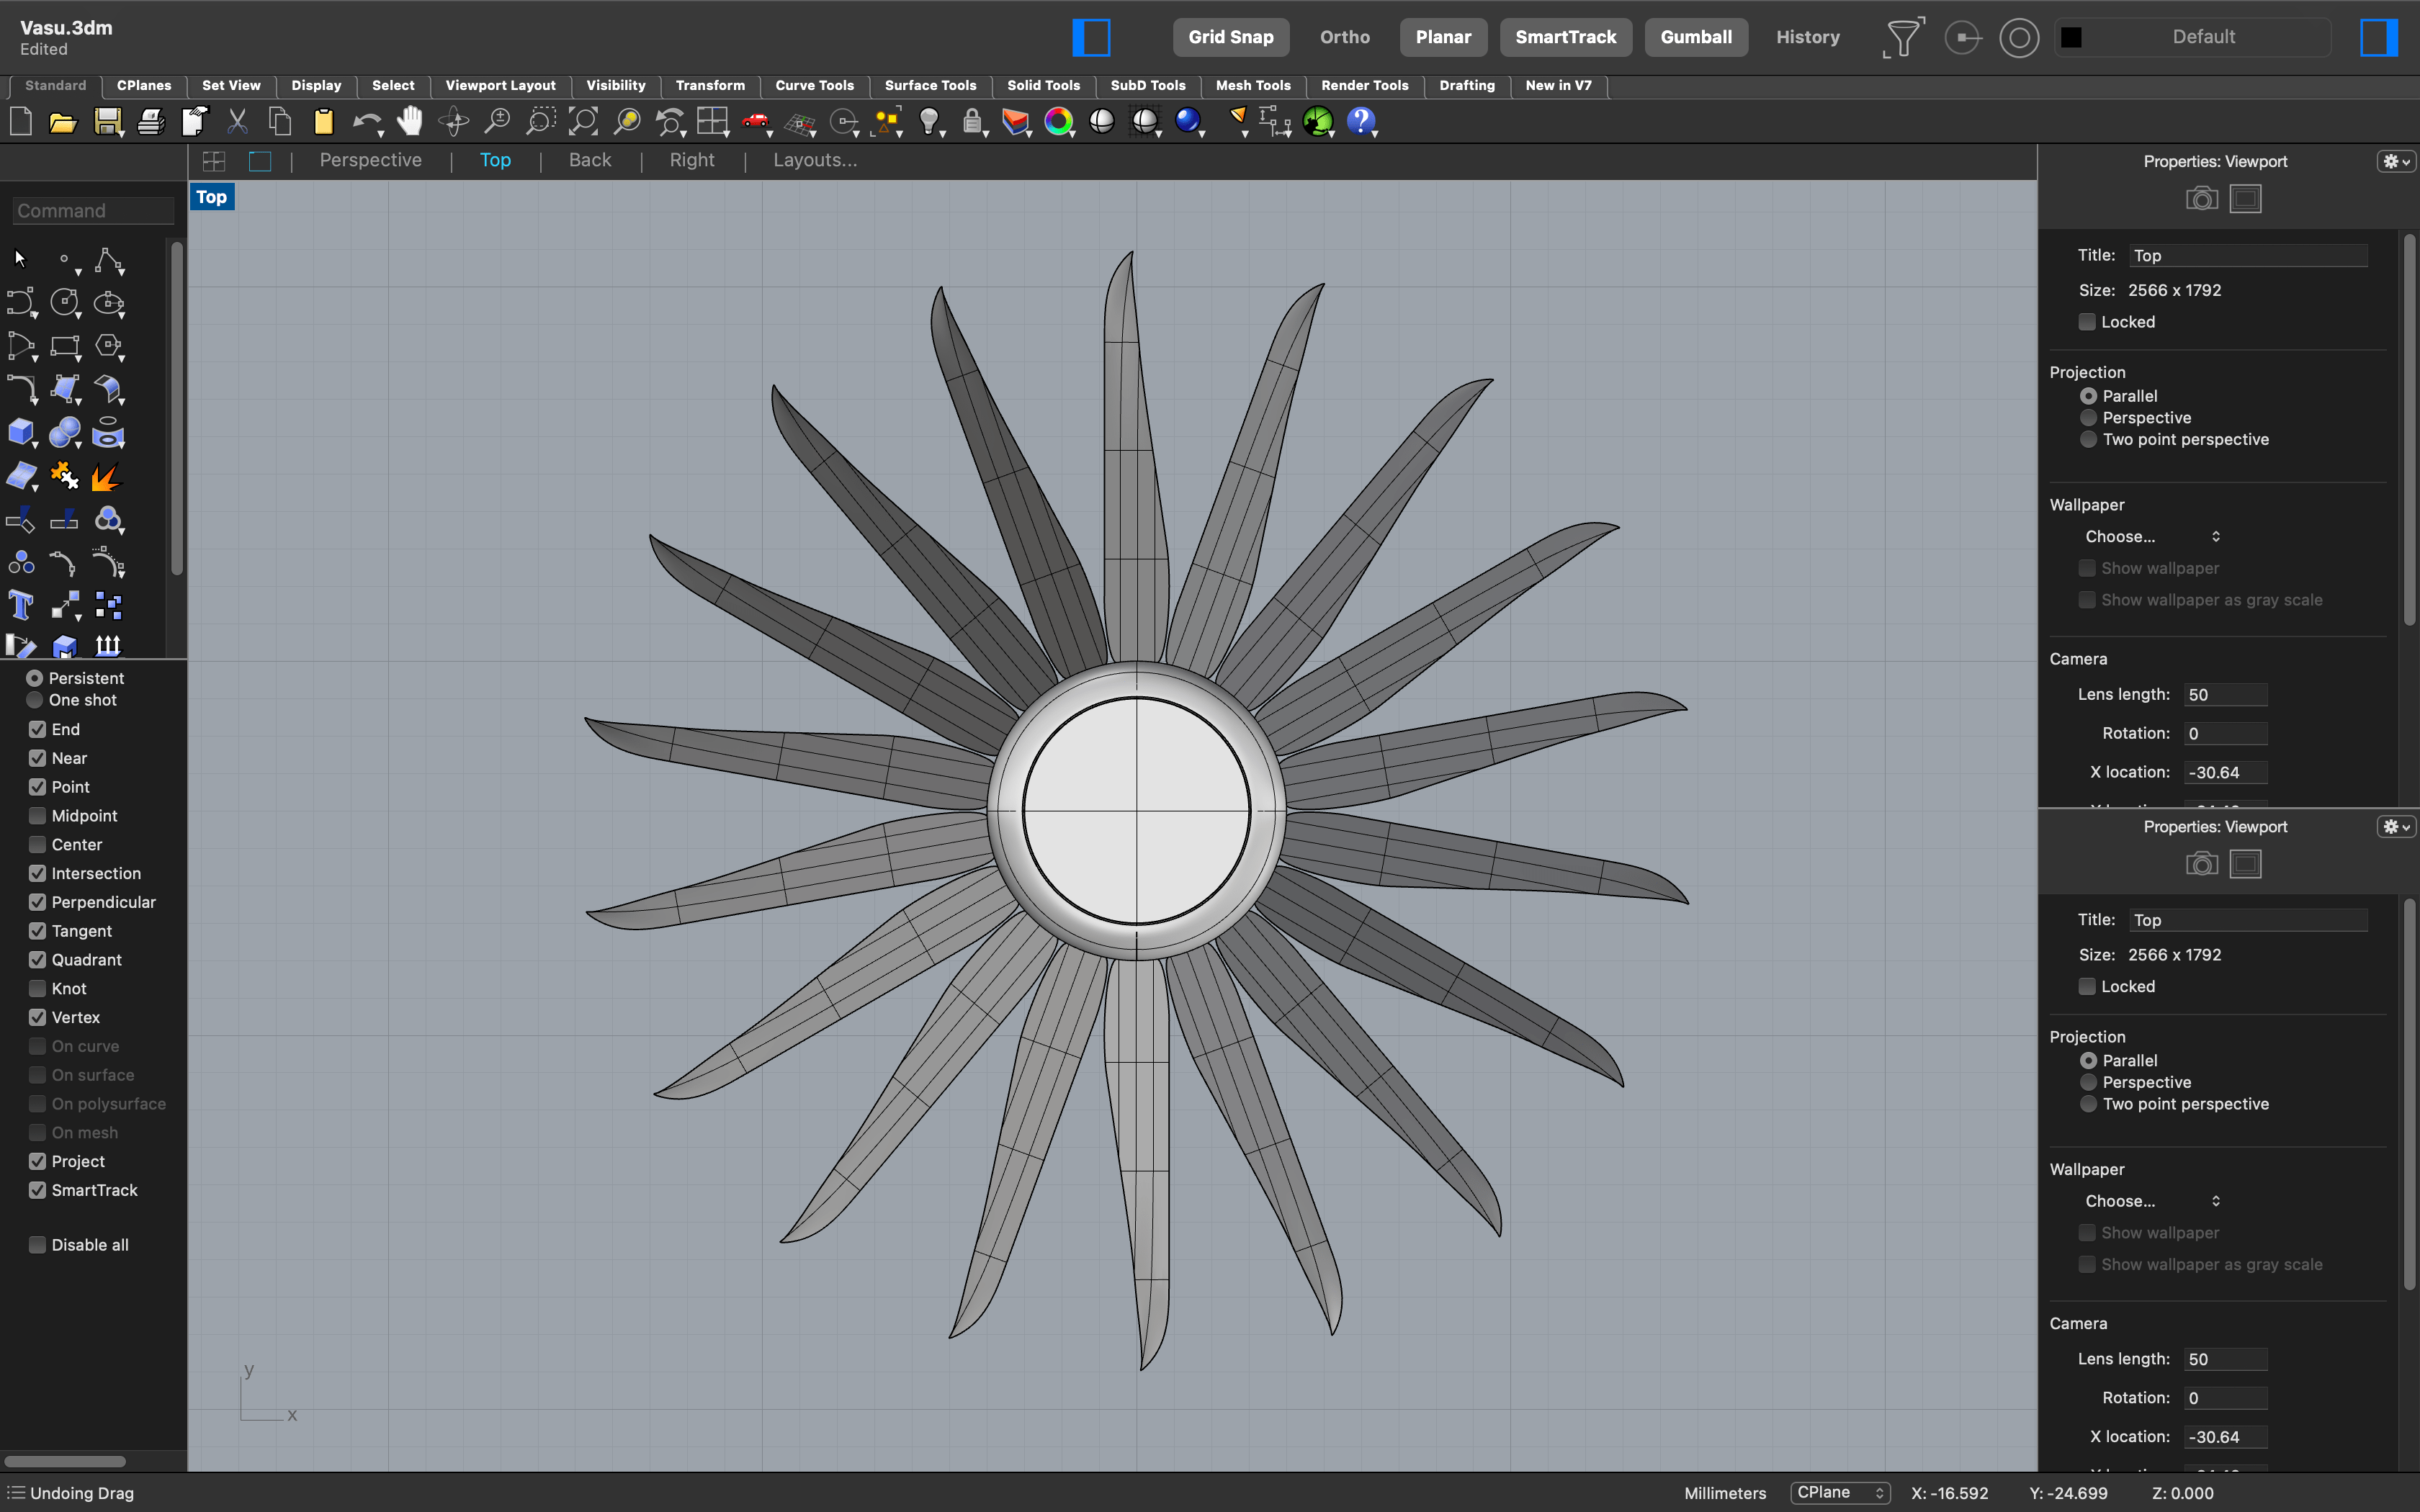 Vasu.3dm
Edited
Grid Snap Ortho Planar SmartTrack Gumball History Default
Standard CPlanes Set View Display Select Viewport Layout Visibility Transform Curve Tools Surface Tools Solid Tools SubD Tools Mesh Tools Render Tools Drafting New in V7
Perspective | Top | Back | Right | Layouts...
Top
Command
Persistent
One shot
End
Near
Point
Midpoint
Center
Intersection
Perpendicular
Tangent
Quadrant
Knot
Vertex
On curve
On surface
On polysurface
On mesh
Project
SmartTrack
Disable all
y
x
Properties: Viewport
Title: Top
Size: 2566 x 1792
Locked
Projection
Parallel
Perspective
Two point perspective
Wallpaper
Choose...
Show wallpaper
Show wallpaper as gray scale
Camera
Lens length: 50
Rotation: 0
X location: -30.64
Properties: Viewport
Title: Top
Size: 2566 x 1792
Locked
Projection
Parallel
Perspective
Two point perspective
Wallpaper
Choose...
Show wallpaper
Show wallpaper as gray scale
Camera
Lens length: 50
Rotation: 0
X location: -30.64
Undoing Drag Millimeters CPlane X: -16.592 Y: -24.699 Z: 0.000